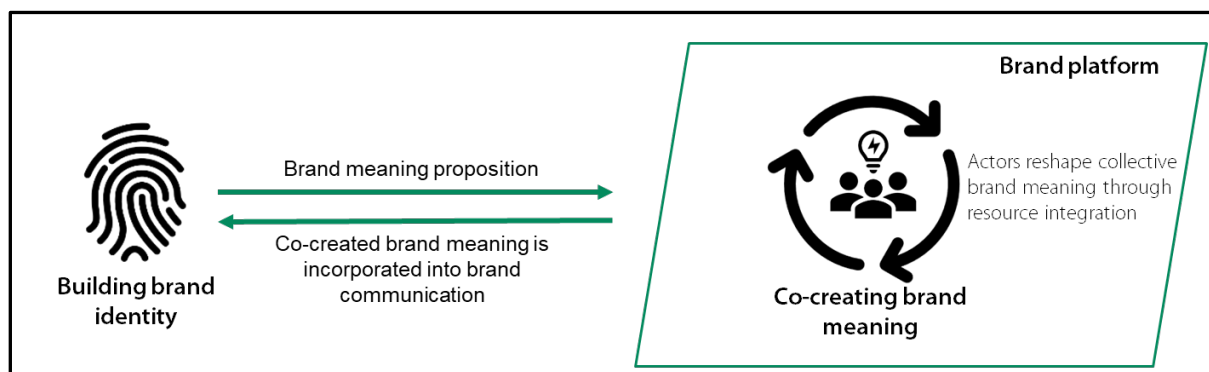 Brand platform
Brand meaning proposition
Actors reshape collective
brand meaning through
resource integration
Co-created brand meaning is
incorporated into brand
communication
Building brand
identity
Co-creating brand
meaning